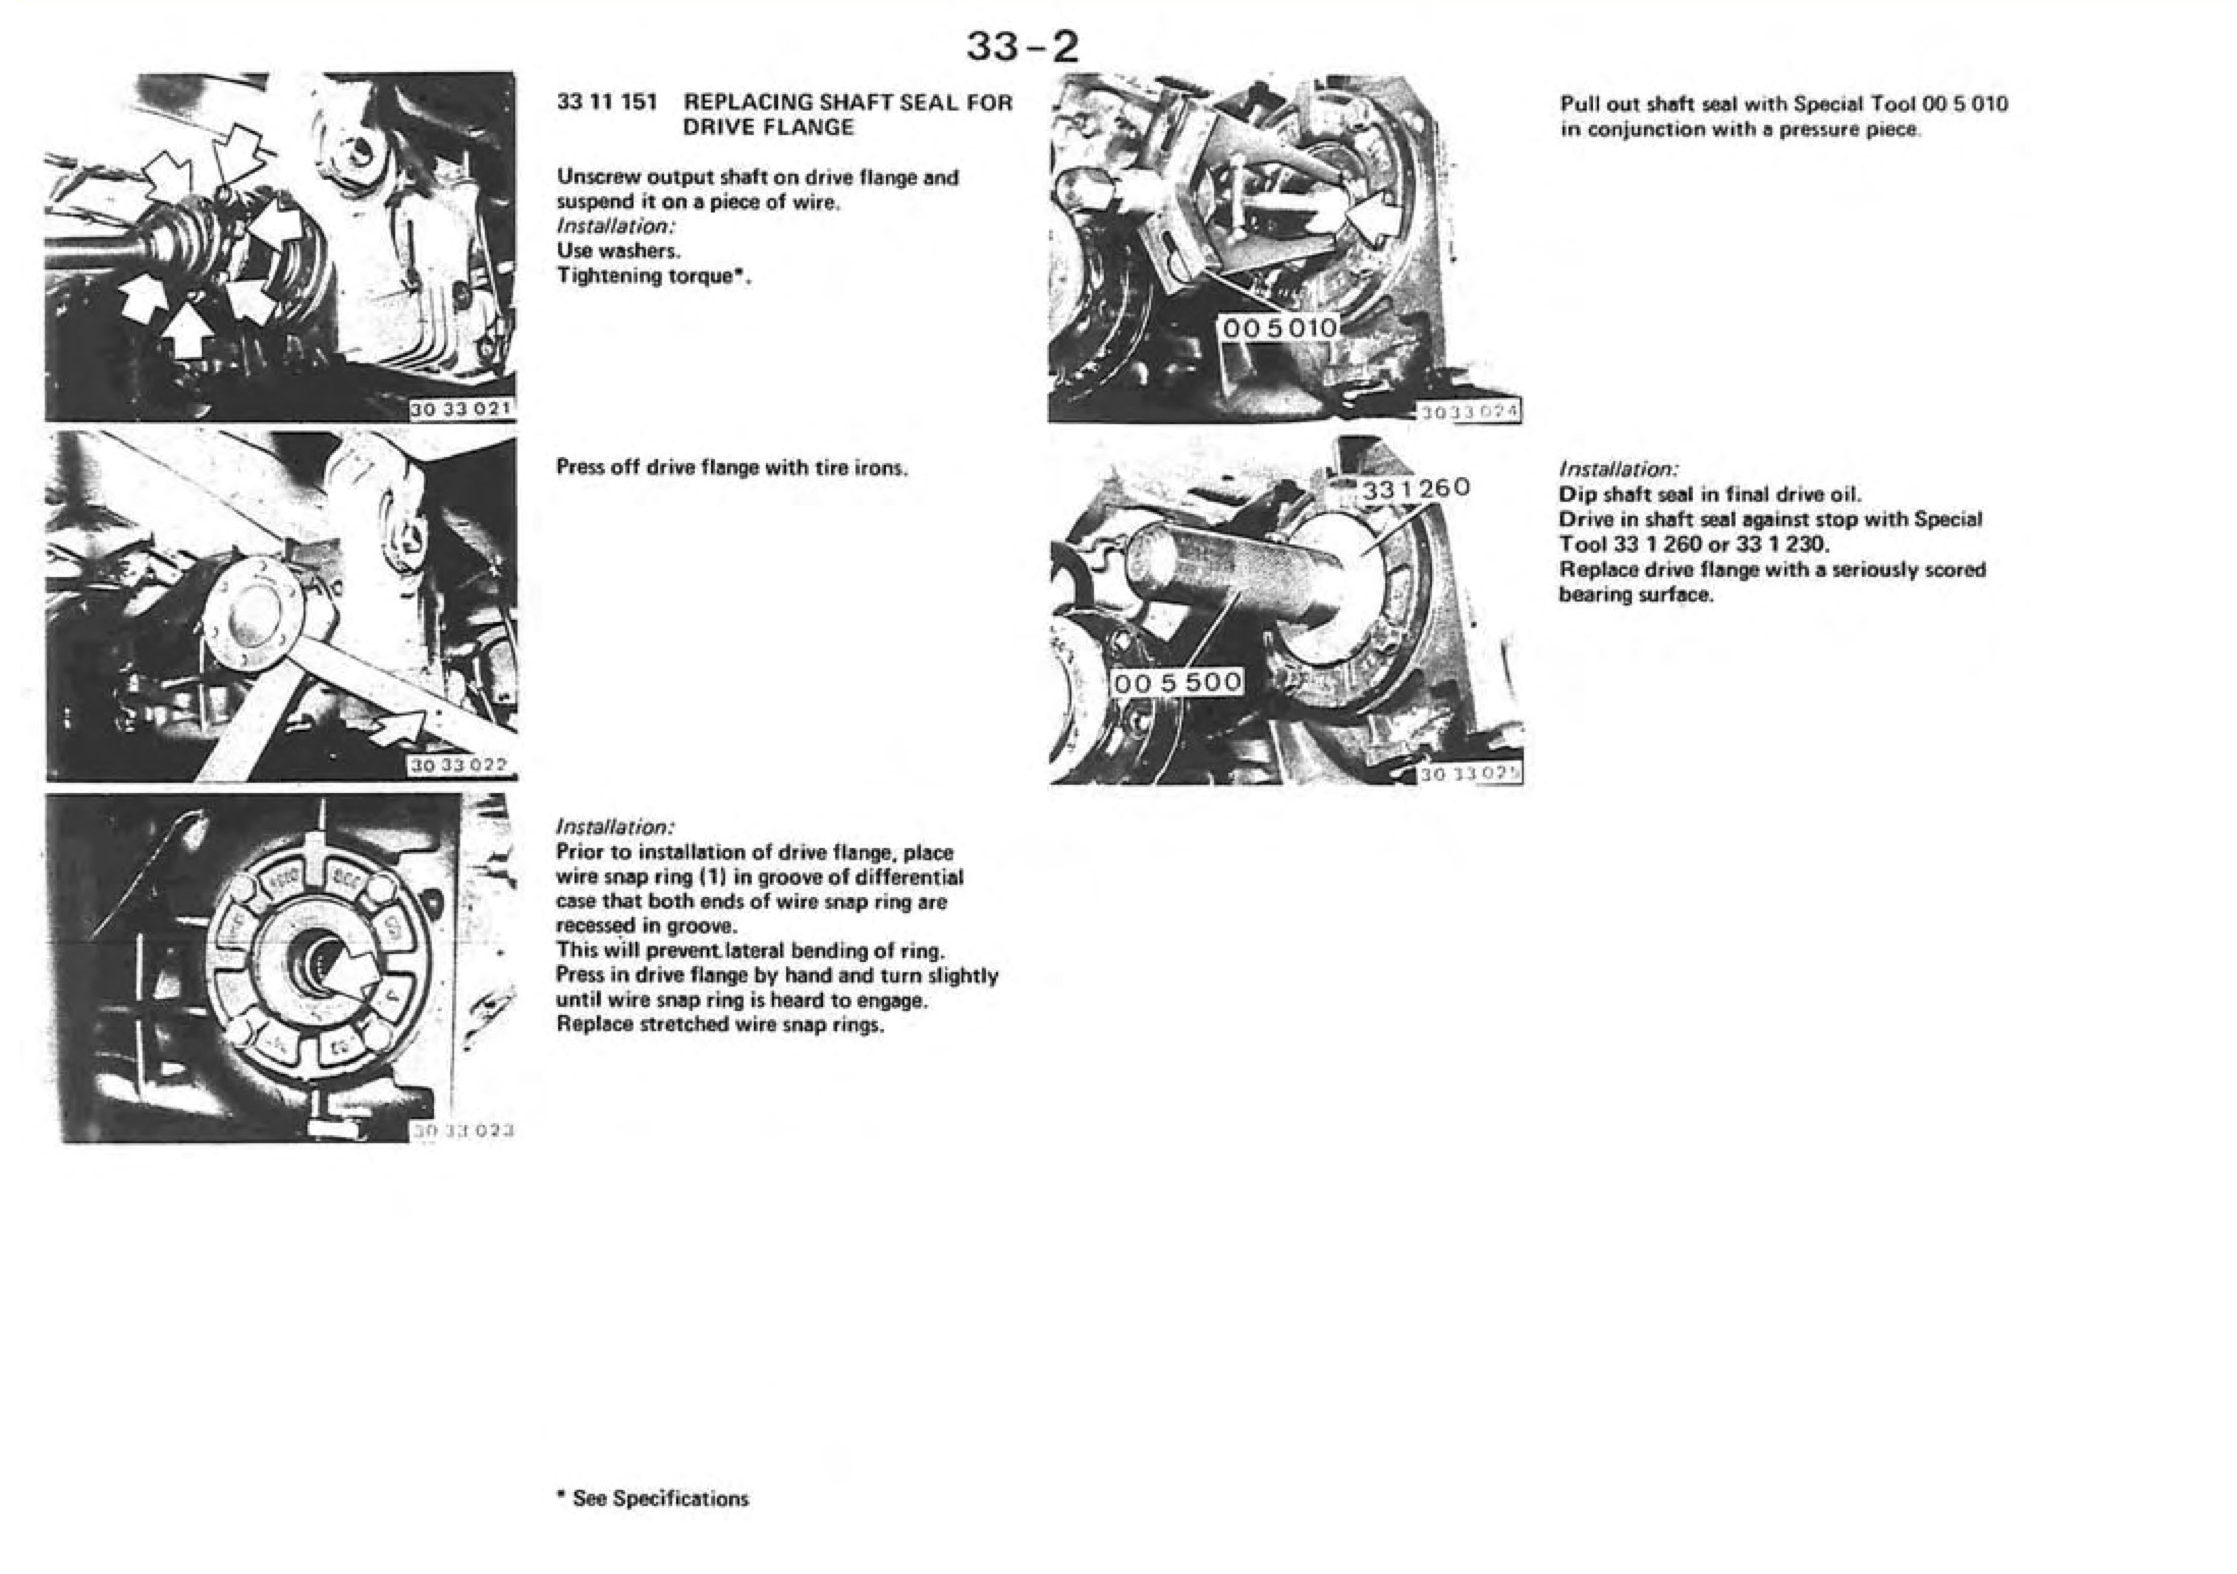 33-2
33 11 151 REPLACING SHAFT SEAL FOR
DRIVE FLANGE
Unscrew output shaft on drive flange and
suspend it on a piece of wire.
Installation:
Use washers.
Tightening torque*.
30 33 021
Press off drive flange with tire irons.
30 33 022
Installation:
Prior to installation of drive flange, place
wire snap ring (1) in groove of differential
case that both ends of wire snap ring are
recessed in groove.
This will prevent lateral bending of ring.
Press in drive flange by hand and turn slightly
until wire snap ring is heard to engage.
Replace stretched wire snap rings.
30 33 023
Pull out shaft seal with Special Tool 00 5 010
in conjunction with a pressure piece.
00 5 010
30 33 024
Installation:
Dip shaft seal in final drive oil.
Drive in shaft seal against stop with Special
Tool 33 1 260 or 33 1 230.
Replace drive flange with a seriously scored
bearing surface.
33 1 260
00 5 500
30 33 025
* See Specifications